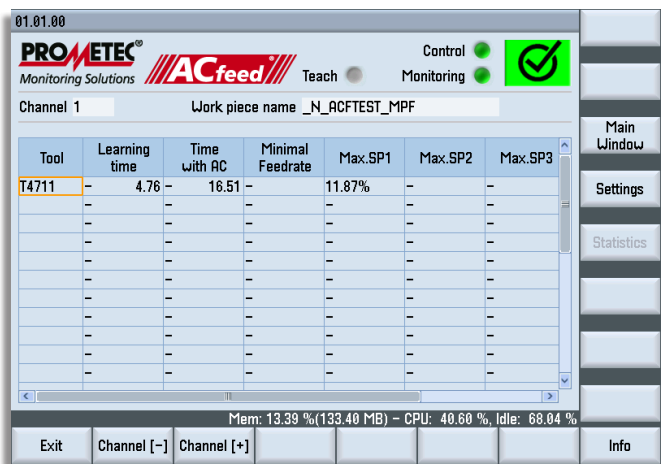 01.01.00
PROMETEC®
Monitoring Solutions
ACfeed
Teach
Control
Monitoring
Channel 1
Work piece name _N_ACFTEST_MPF
Tool Learning time Time with AC Minimal Feedrate Max.SP1 Max.SP2 Max.SP3
T4711 – 4.76 – 16.51 – 11.87% – –
– – – – – –
– – – – – –
– – – – – –
– – – – – –
– – – – – –
– – – – – –
– – – – – –
– – – – – –
– – – – – –
– – – – – –
Mem: 13.39 %(133.40 MB) – CPU: 40.60 %, Idle: 68.04 %
Main Window
Settings
Statistics
Exit
Channel [–]
Channel [+]
Info